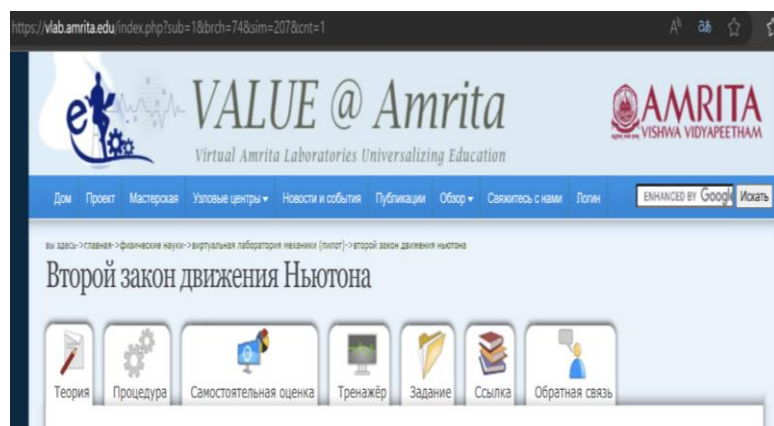 https://vlab.amrita.edu/index.php?sub=1&brch=74&sim=207&cnt=1
VALUE @ Amrita
Virtual Amrita Laboratories Universalizing Education
AMRITA
VISHWA VIDYAPEETHAM
Дом Проект Мастерская Узловые центры Новости и события Публикации Обзор Свяжитесь с нами Логин ENHANCED BY Google Искать
вы здесь->главная->физические науки->виртуальная лаборатория механики (пилот)->второй закон движения ньютона
Второй закон движения Ньютона
Теория Процедура Самостоятельная оценка Тренажёр Задание Ссылка Обратная связь